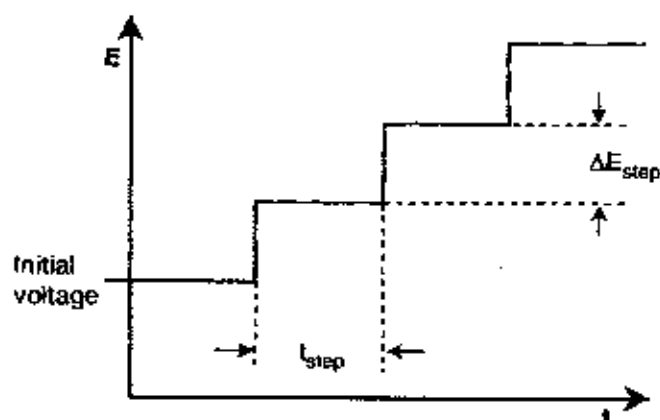 E
ΔE_step
Initial
voltage
t_step
t